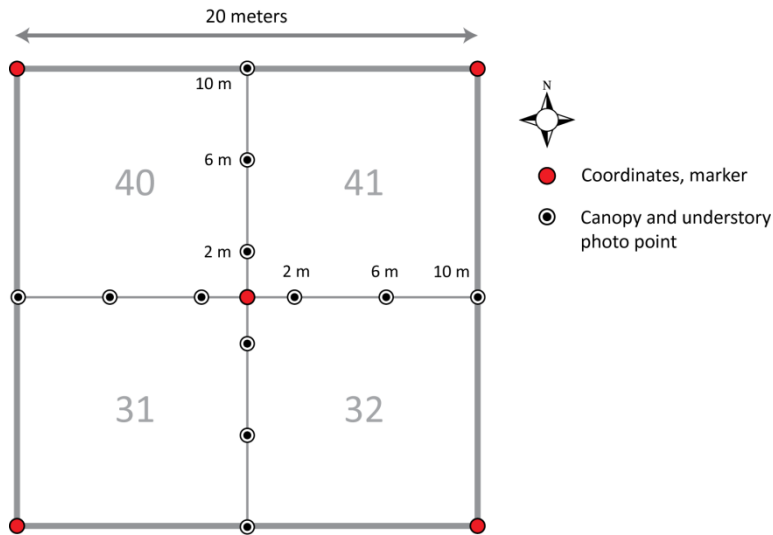 20 meters
10 m
N
6 m
40
41
Coordinates, marker
Canopy and understory
photo point
2 m
2 m
6 m
10 m
31
32